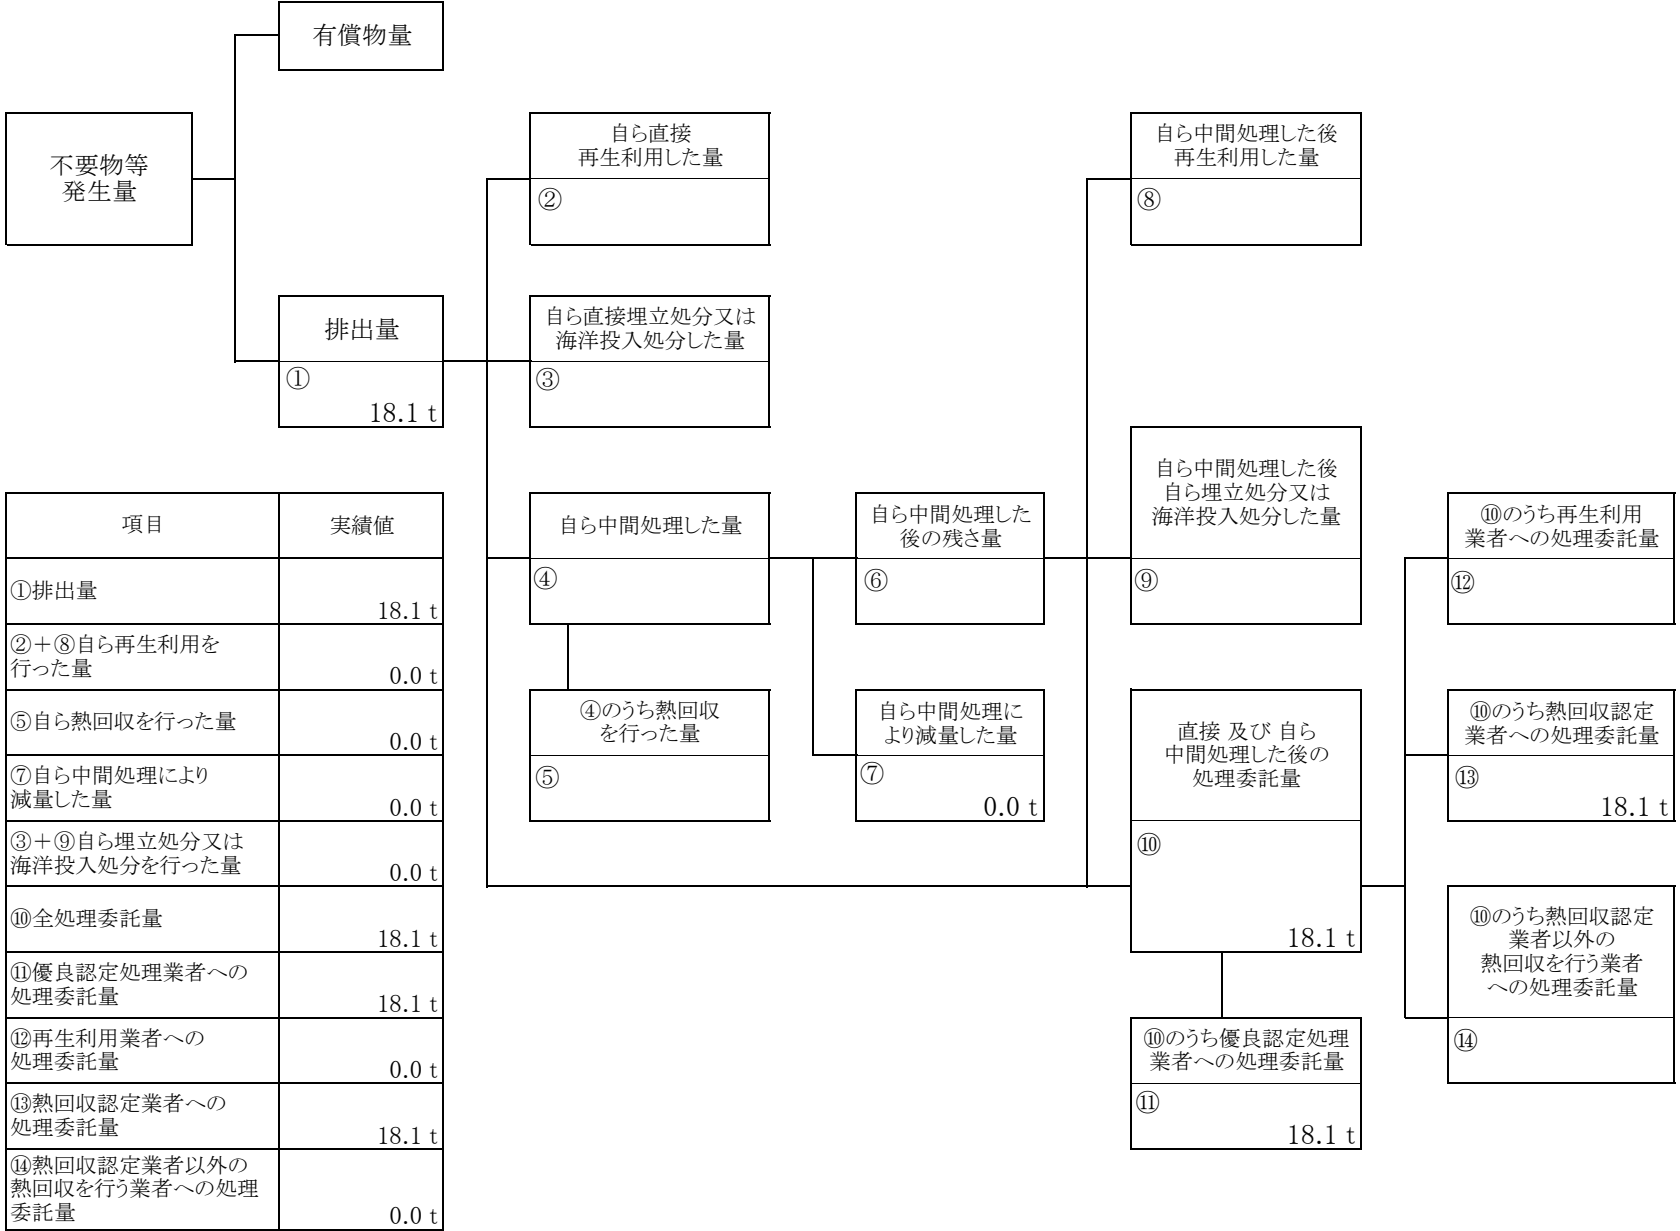 有償物量
不要物等
発生量
自ら直接
再生利用した量
②
自ら中間処理した後
再生利用した量
⑧
排出量
①
18.1 t
自ら直接埋立処分又は
海洋投入処分した量
③
自ら中間処理した量
④
自ら中間処理した
後の残さ量
⑥
自ら中間処理した後
自ら埋立処分又は
海洋投入処分した量
⑨
⑩のうち再生利用
業者への処理委託量
⑫
④のうち熱回収
を行った量
⑤
自ら中間処理に
より減量した量
⑦
0.0 t
直接 及び 自ら
中間処理した後の
処理委託量
⑩
18.1 t
⑩のうち熱回収認定
業者への処理委託量
⑬
18.1 t
⑩のうち熱回収認定
業者以外の
熱回収を行う業者
への処理委託量
⑭
⑩のうち優良認定処理
業者への処理委託量
⑪
18.1 t
項目 実績値
①排出量
18.1 t
②＋⑧自ら再生利用を
行った量
0.0 t
⑤自ら熱回収を行った量
0.0 t
⑦自ら中間処理により
減量した量
0.0 t
③＋⑨自ら埋立処分又は
海洋投入処分を行った量
0.0 t
⑩全処理委託量
18.1 t
⑪優良認定処理業者への
処理委託量
18.1 t
⑫再生利用業者への
処理委託量
0.0 t
⑬熱回収認定業者への
処理委託量
18.1 t
⑭熱回収認定業者以外の
熱回収を行う業者への処理
委託量
0.0 t